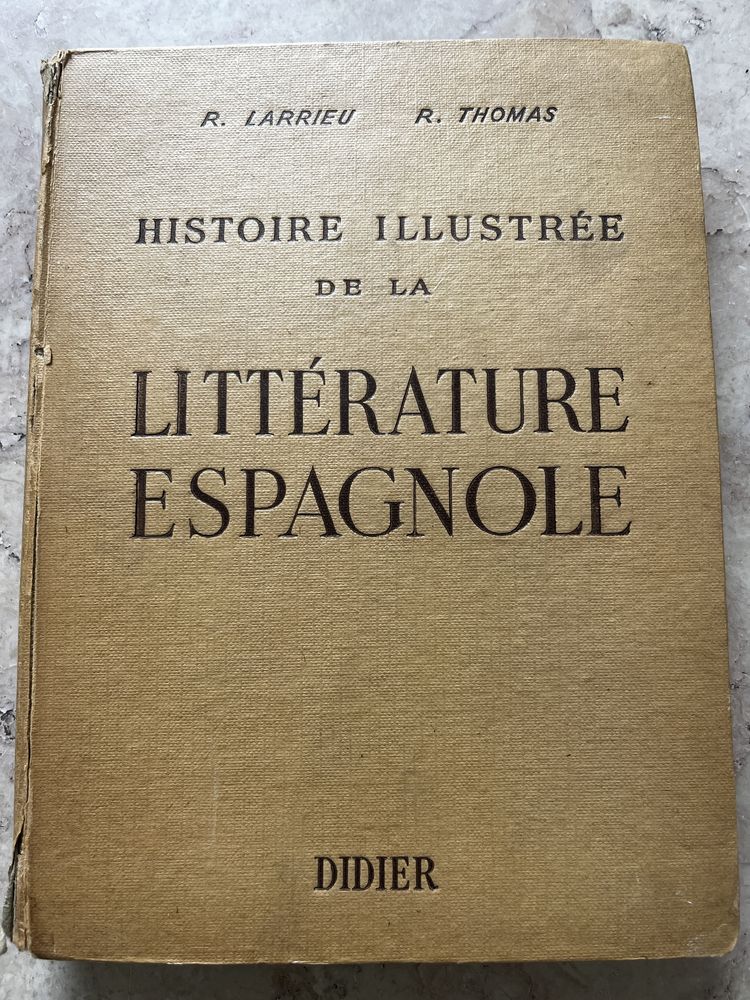 R. LARRIEU R. THOMAS
HISTOIRE ILLUSTRÉE
DE LA
LITTÉRATURE
ESPAGNOLE
DIDIER